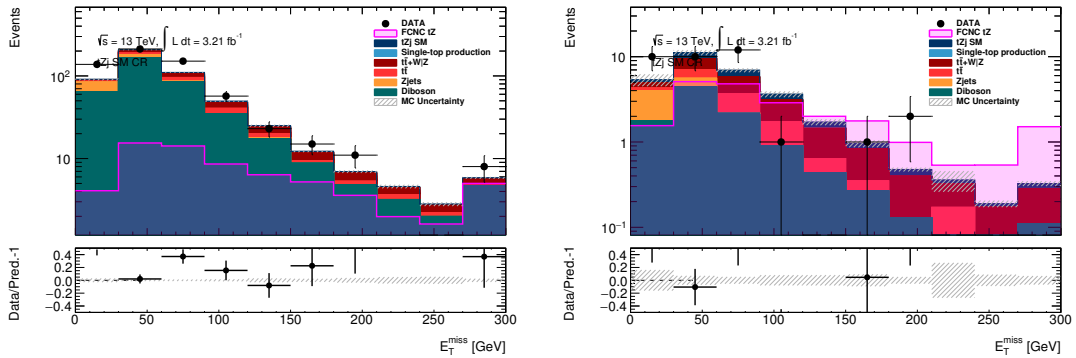 Events
√s = 13 TeV, ∫ L dt = 3.21 fb⁻¹
tZj SM CR
DATA
FCNC tZ
tZj SM
Single-top production
tt̄+W|Z
tt̄
Zjets
Diboson
MC Uncertainty
10²
10
Data/Pred.-1
0.4
0.2
0.0
−0.2
−0.4
0 50 100 150 200 250 300
E_T^miss [GeV]
Events
√s = 13 TeV, ∫ L dt = 3.21 fb⁻¹
tZj SM CR
DATA
FCNC tZ
tZj SM
Single-top production
tt̄+W|Z
tt̄
Zjets
Diboson
MC Uncertainty
10
1
10⁻¹
Data/Pred.-1
0.4
0.2
0.0
−0.2
−0.4
0 50 100 150 200 250 300
E_T^miss [GeV]